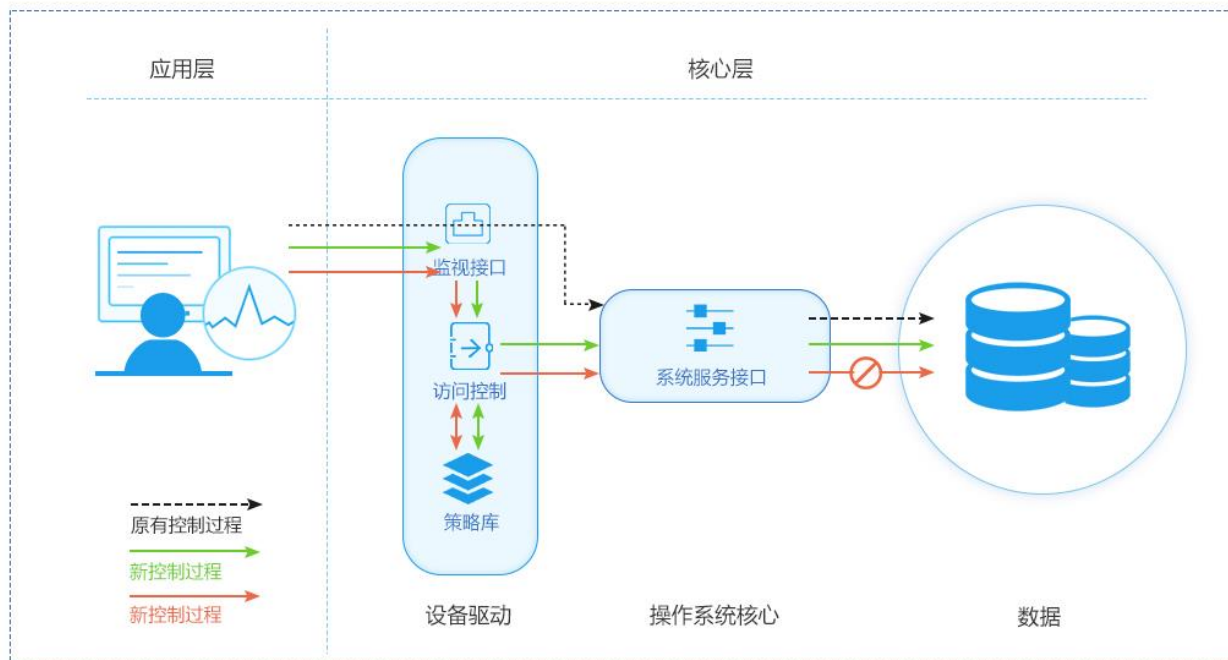 应用层
核心层
监视接口
访问控制
系统服务接口
策略库
原有控制过程
新控制过程
新控制过程
设备驱动
操作系统核心
数据